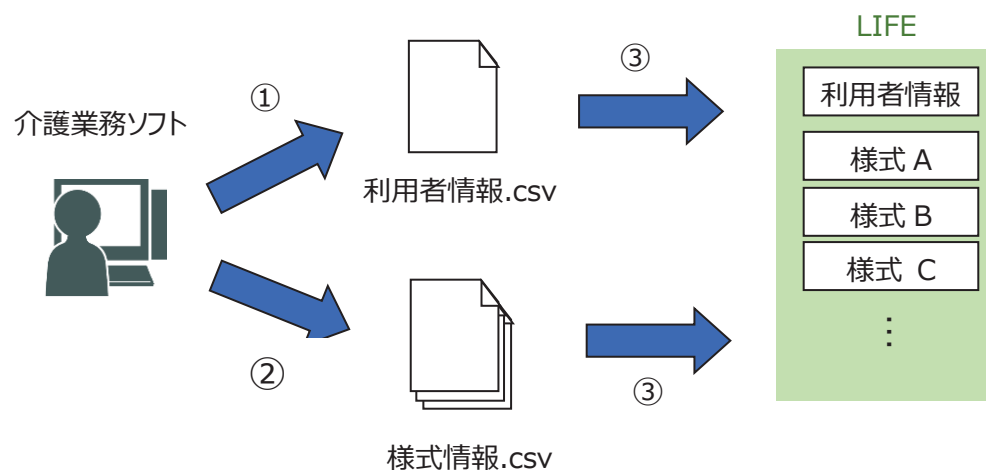 LIFE
③
利用者情報
①
介護業務ソフト
様式 A
利用者情報.csv
様式 B
様式 C
⋮
②
③
様式情報.csv